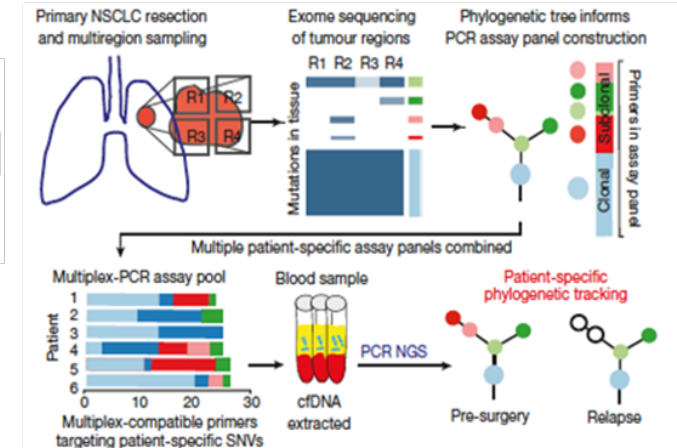 Primary NSCLC resection
and multiregion sampling
Exome sequencing
of tumour regions
Phylogenetic tree informs
PCR assay panel construction
R1 R2 R3 R4
R1 R2
R3 R4
Mutations in tissue
Subclonal
Clonal
Primers in assay panel
Multiple patient-specific assay panels combined
Multiplex-PCR assay pool
Blood sample
Patient-specific
phylogenetic tracking
Patient
1
2
3
4
5
6
0 10 20 30
Multiplex-compatible primers
targeting patient-specific SNVs
cfDNA
extracted
PCR NGS
Pre-surgery
Relapse